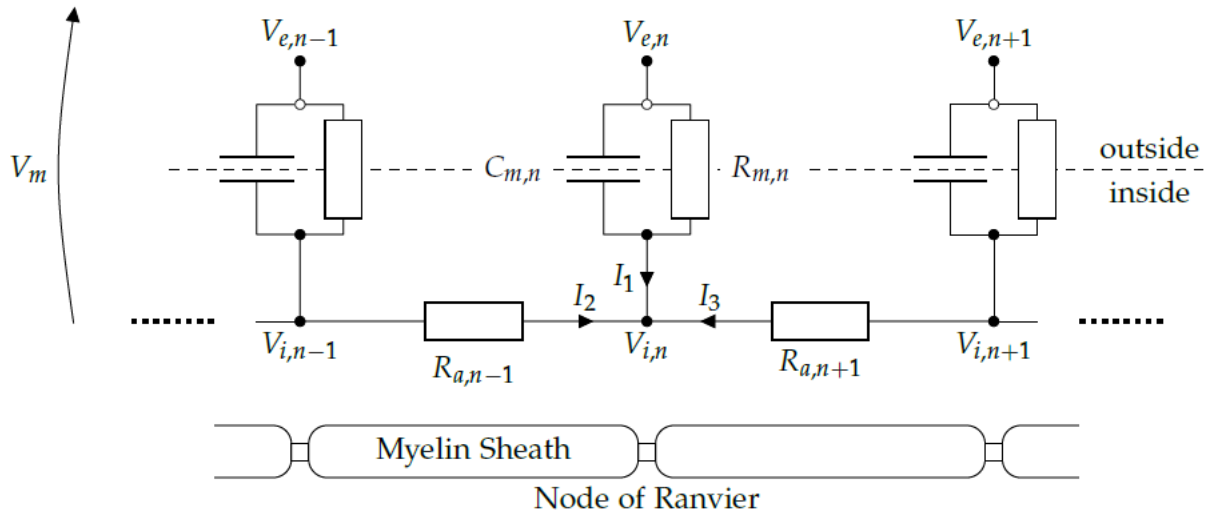 V_{e,n−1} V_{e,n} V_{e,n+1}
V_m C_{m,n} R_{m,n} outside
inside
I_1
I_2 I_3
V_{i,n−1} V_{i,n} V_{i,n+1}
R_{a,n−1} R_{a,n+1}
Myelin Sheath
Node of Ranvier